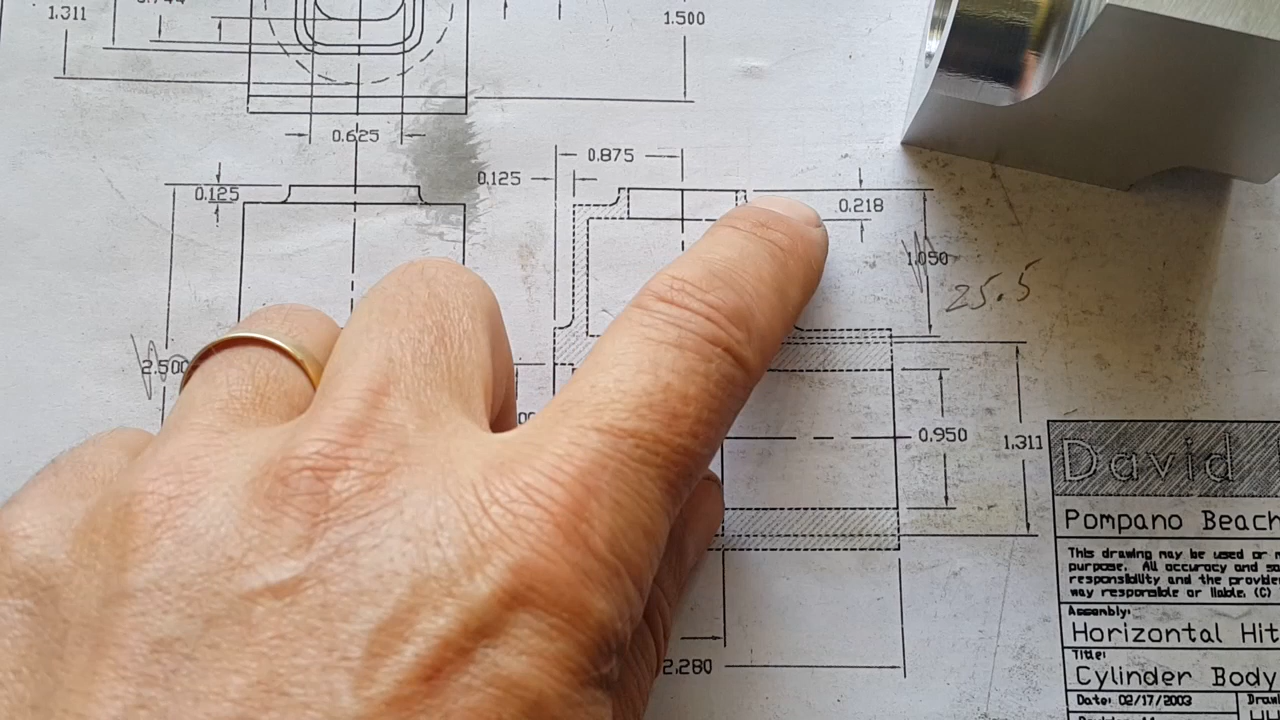 1.311
1.500
0.625
0.875
0.125
0.125
0.218
1.050
25.5
2.500
0.950
1.311
2.280
David
Pompano Beach
This drawing may be used or
purpose. All accuracy and
responsibility and the
way responsible or liable. (C)
Assembly:
Horizontal Hit
Title:
Cylinder Body
Date: 02/17/2003